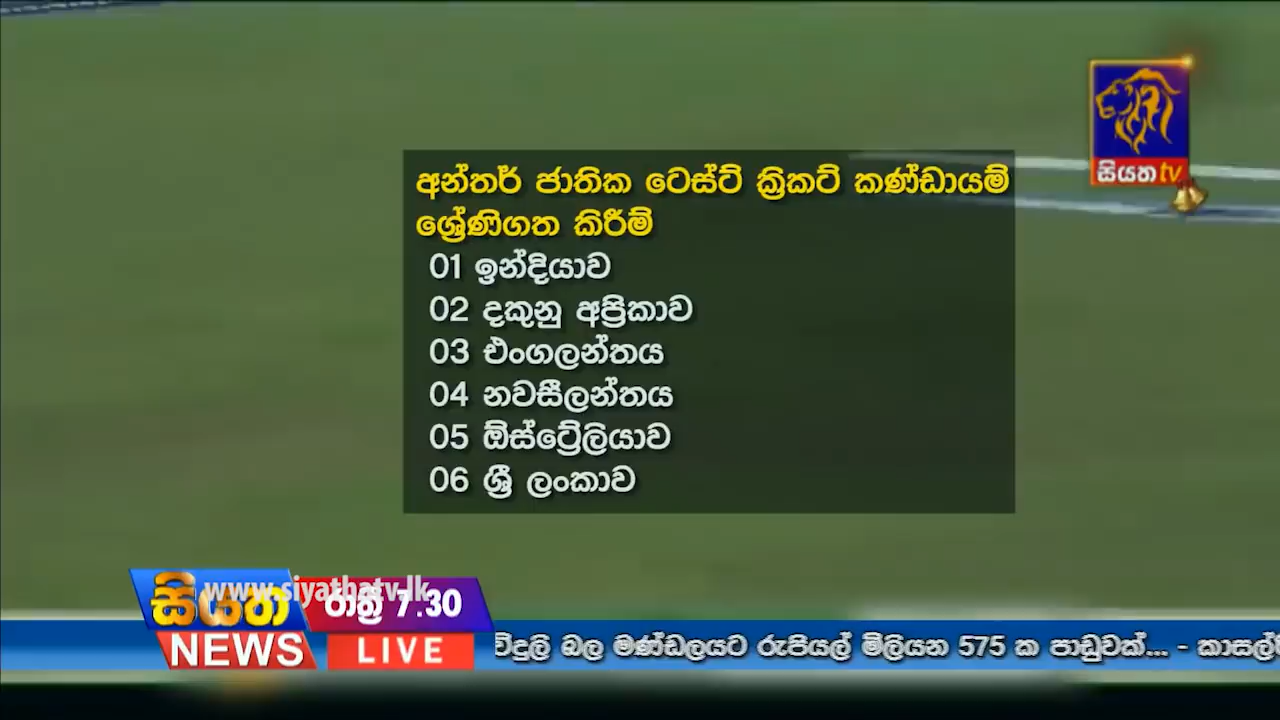 සියත tv
අන්තර් ජාතික ටෙස්ට් ක්‍රිකට් කණ්ඩායම්
ශ්‍රේණිගත කිරීම්
01 ඉන්දියාව
02 දකුනු අප්‍රිකාව
03 එංගලන්තය
04 නවසීලන්තය
05 ඕස්ට්‍රේලියාව
06 ශ්‍රී ලංකාව
www.siyathatv.lk
සියත රාත්‍රී 7.30
NEWS LIVE
විදුලි බල මණ්ඩලයට රුපියල් මිලියන 575 ක පාඩුවක්... -